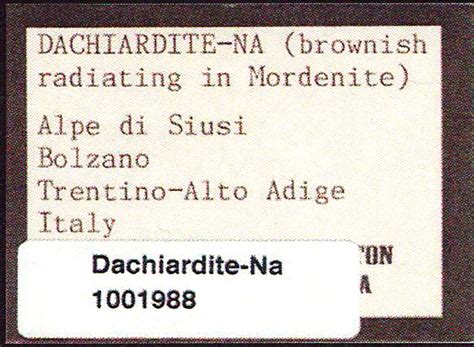 DACHIARDITE-NA (brownish
radiating in Mordenite)
Alpe di Siusi
Bolzano
Trentino-Alto Adige
Italy
Dachiardite-Na
1001988